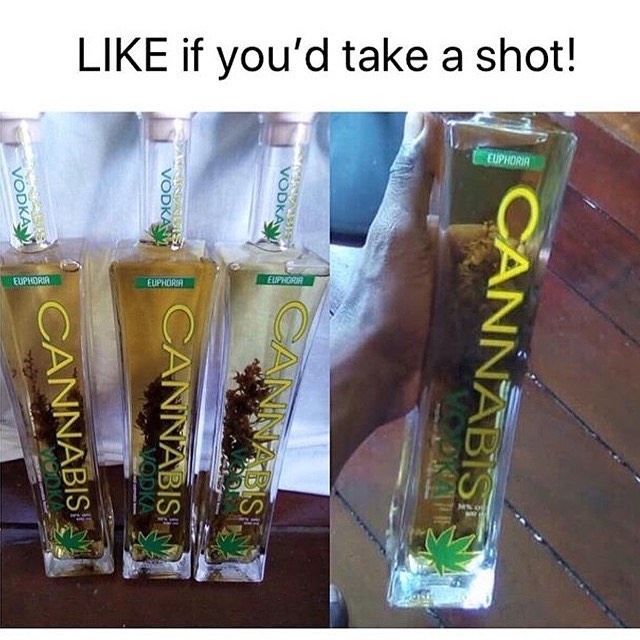 LIKE if you’d take a shot!
VODKA
EUPHORIA
CANNABIS
VODKA
VODKA
EUPHORIA
CANNABIS
VODKA
VODKA
EUPHORIA
CANNABIS
VODKA
EUPHORIA
CANNABIS
VODKA